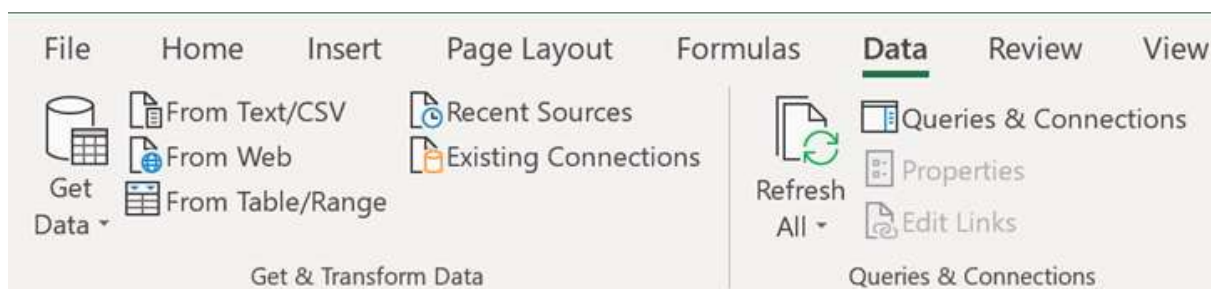 File Home Insert Page Layout Formulas Data Review View
Get
Data
From Text/CSV
From Web
From Table/Range
Recent Sources
Existing Connections
Get & Transform Data
Refresh
All
Queries & Connections
Properties
Edit Links
Queries & Connections